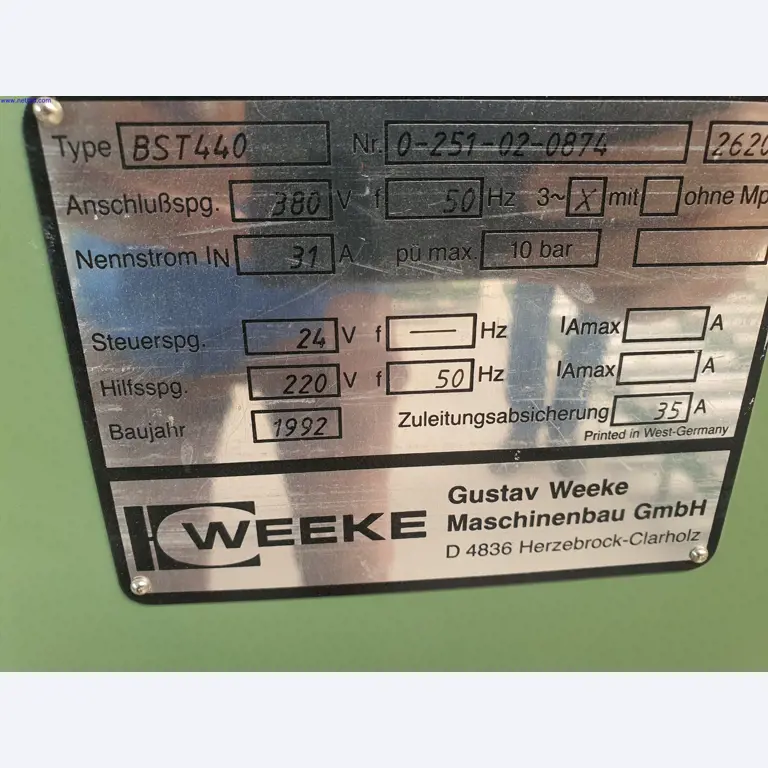 Type BST440 Nr. 0-251-02-0874 2620
Anschlußspg. 380 V f 50 Hz 3~ X mit ohne Mp
Nennstrom IN 31 A pü max. 10 bar
Steuerspg. 24 V f — Hz IAmax A
Hilfsspg. 220 V f 50 Hz IAmax A
Baujahr 1992 Zuleitungsabsicherung 35 A
Printed in West-Germany
WEEKE
Gustav Weeke
Maschinenbau GmbH
D 4836 Herzebrock-Clarholz